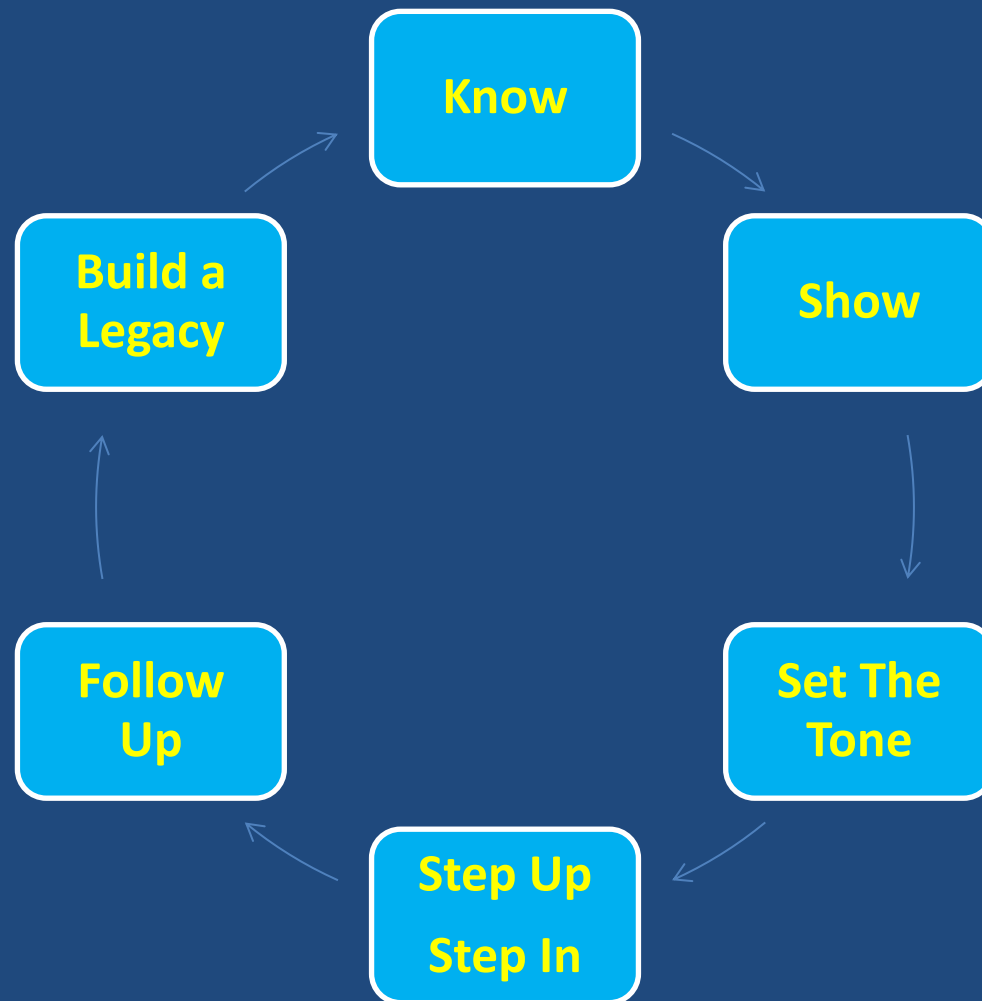 Know
Show
Set The
Tone
Step Up
Step In
Follow
Up
Build a
Legacy